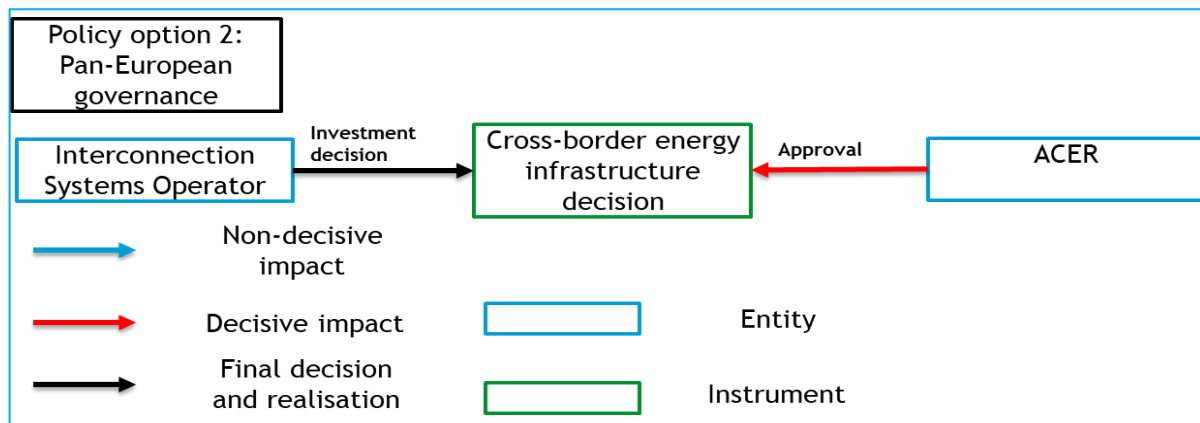 Policy option 2:
Pan-European
governance
Interconnection
Systems Operator
Investment
decision
Cross-border energy
infrastructure
decision
Approval
ACER
Non-decisive
impact
Decisive impact
Final decision
and realisation
Entity
Instrument